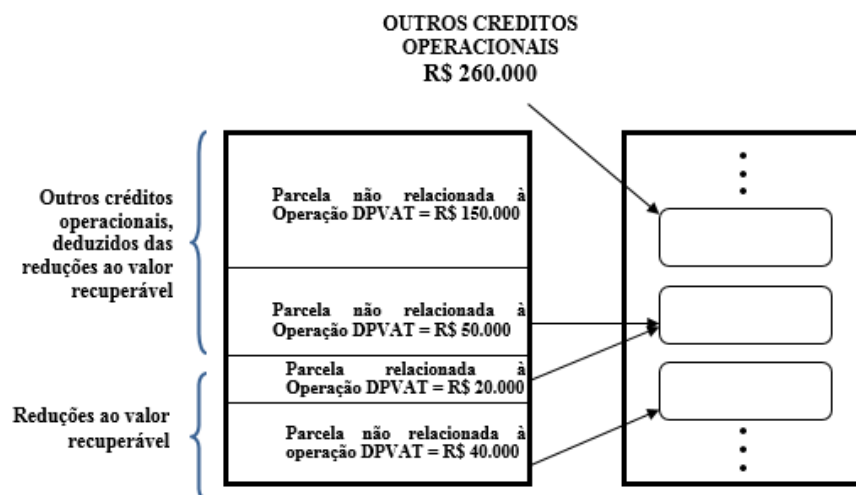 OUTROS CREDITOS
OPERACIONAIS
R$ 260.000
Outros créditos
operacionais,
deduzidos das
reduções ao valor
recuperável
Parcela não relacionada à
Operação DPVAT = R$ 150.000
Parcela não relacionada à
Operação DPVAT = R$ 50.000
Parcela relacionada à
Operação DPVAT = R$ 20.000
Reduções ao valor
recuperável
Parcela não relacionada à
operação DPVAT = R$ 40.000